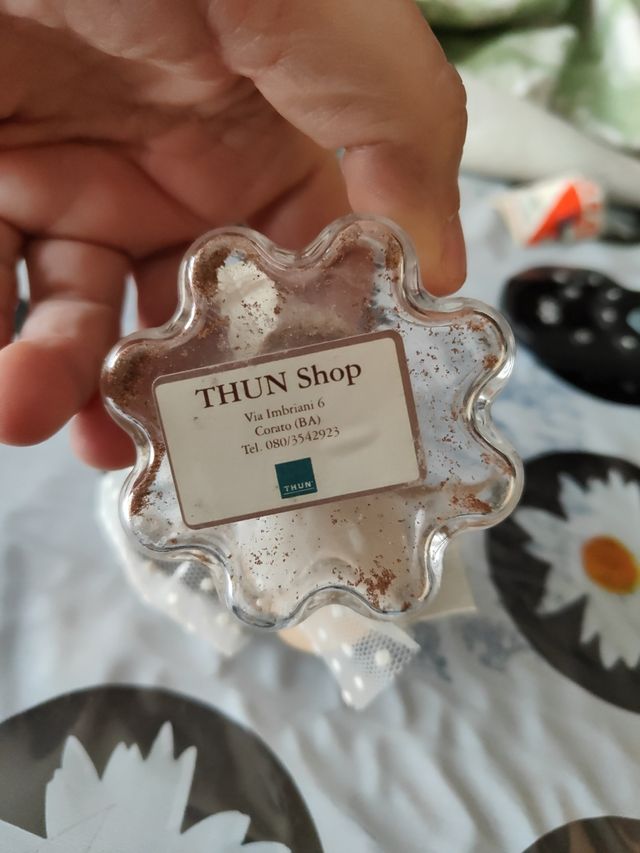 THUN Shop
Via Imbriani 6
Corato (BA)
Tel. 080/3542923
THUN